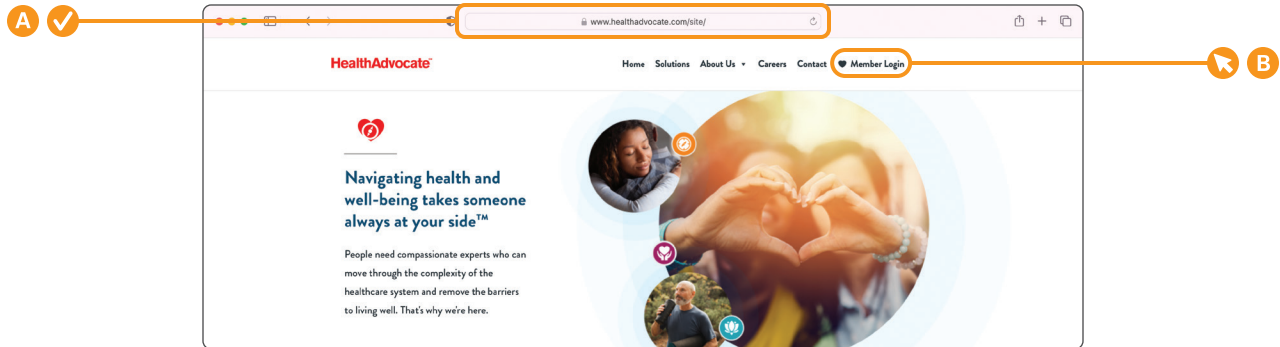 A
www.healthadvocate.com/site/
HealthAdvocate™
Home Solutions About Us Careers Contact Member Login
B
Navigating health and
well-being takes someone
always at your side™
People need compassionate experts who can
move through the complexity of the
healthcare system and remove the barriers
to living well. That's why we're here.